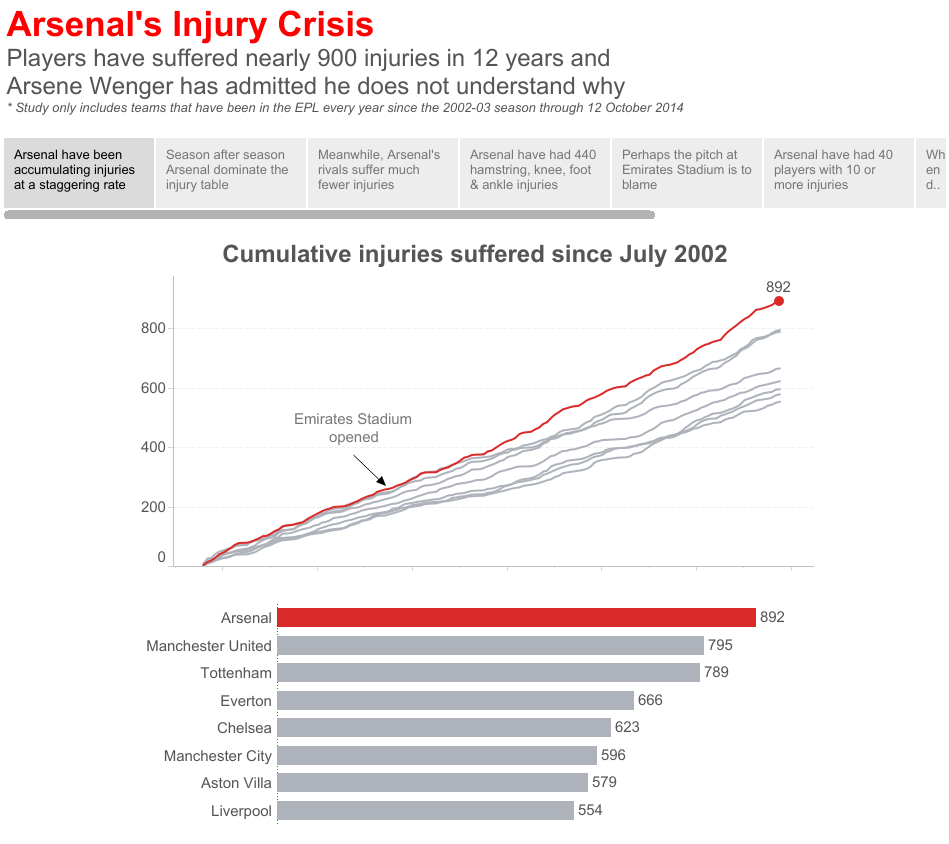 Arsenal's Injury Crisis
Players have suffered nearly 900 injuries in 12 years and
Arsene Wenger has admitted he does not understand why
* Study only includes teams that have been in the EPL every year since the 2002-03 season through 12 October 2014
Arsenal have been
accumulating injuries
at a staggering rate
Season after season
Arsenal dominate the
injury table
Meanwhile, Arsenal's
rivals suffer much
fewer injuries
Arsenal have had 440
hamstring, knee, foot
& ankle injuries
Perhaps the pitch at
Emirates Stadium is to
blame
Arsenal have had 40
players with 10 or
more injuries
Wh
en
d..
Cumulative injuries suffered since July 2002
892
800
600
400
200
0
Emirates Stadium
opened
Arsenal 892
Manchester United 795
Tottenham 789
Everton 666
Chelsea 623
Manchester City 596
Aston Villa 579
Liverpool 554